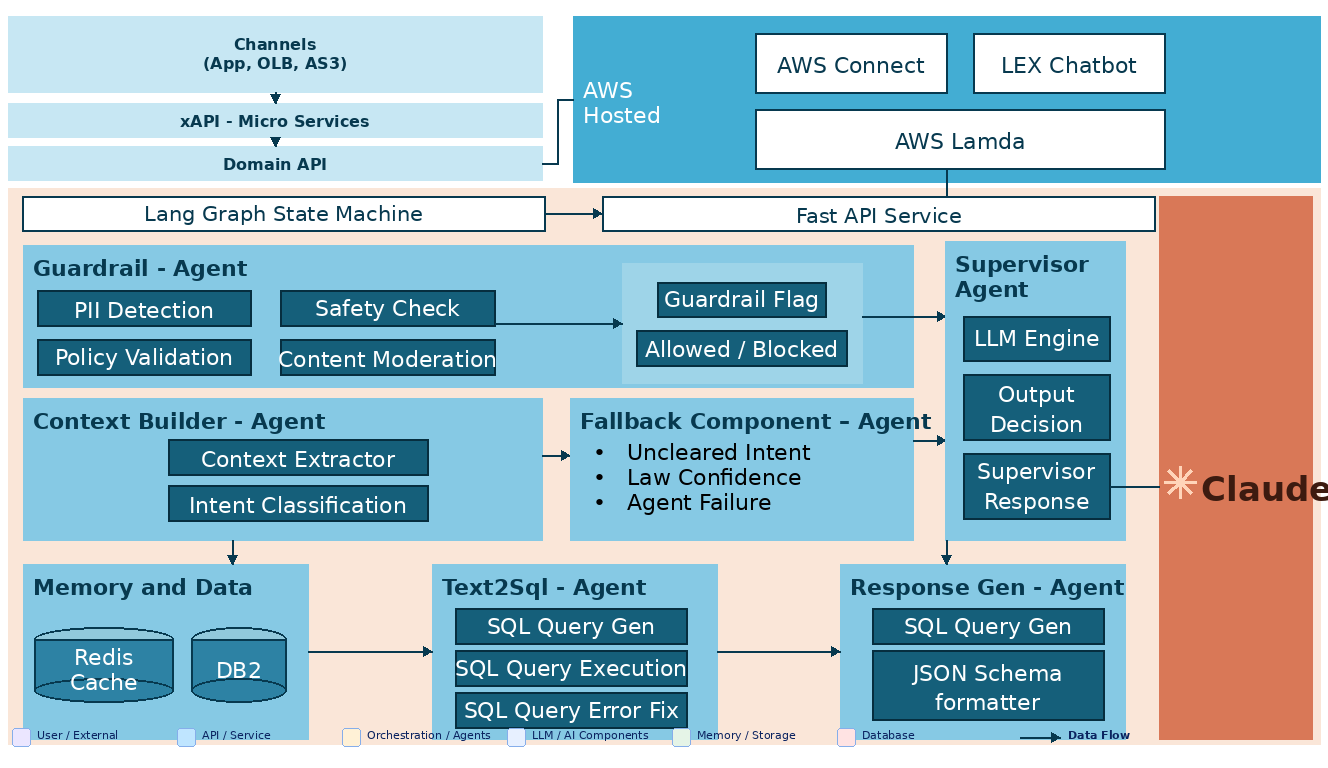 Channels
(App, OLB, AS3)
xAPI - Micro Services
Domain API
AWS
Hosted
AWS Connect
LEX Chatbot
AWS Lamda
Lang Graph State Machine
Fast API Service
Guardrail - Agent
PII Detection
Safety Check
Policy Validation
Content Moderation
Guardrail Flag
Allowed / Blocked
Supervisor
Agent
LLM Engine
Output
Decision
Supervisor
Response
Claude
Context Builder - Agent
Context Extractor
Intent Classification
Fallback Component – Agent
• Uncleared Intent
• Law Confidence
• Agent Failure
Memory and Data
Redis
Cache
DB2
Text2Sql - Agent
SQL Query Gen
SQL Query Execution
SQL Query Error Fix
Response Gen - Agent
SQL Query Gen
JSON Schema
formatter
User / External
API / Service
Orchestration / Agents
LLM / AI Components
Memory / Storage
Database
Data Flow